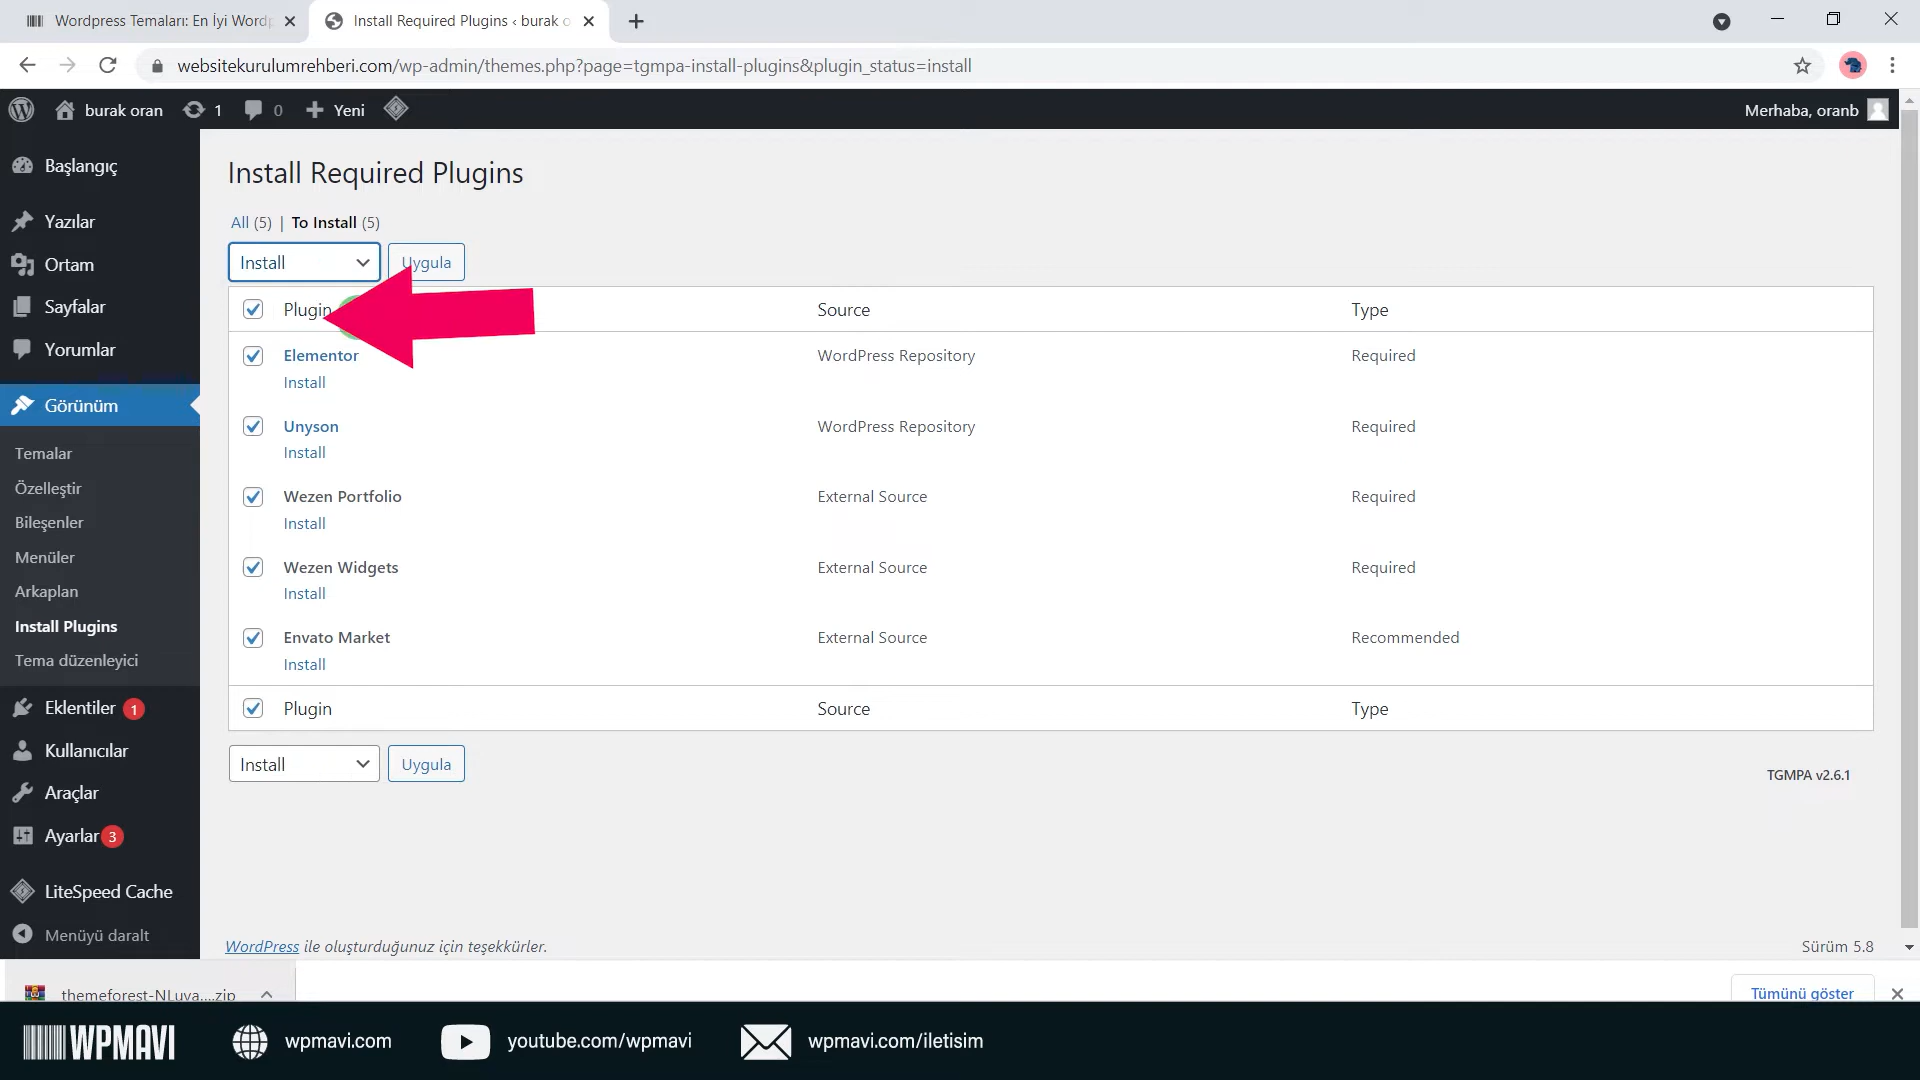 Wordpress Temaları: En İyi Wordp
Install Required Plugins ‹ burak o
websitekurulumrehberi.com/wp-admin/themes.php?page=tgmpa-install-plugins&plugin_status=install
burak oran
1
0
Yeni
Merhaba, oranb
Başlangıç
Yazılar
Ortam
Sayfalar
Yorumlar
Görünüm
Temalar
Özelleştir
Bileşenler
Menüler
Arkaplan
Install Plugins
Tema düzenleyici
Eklentiler 1
Kullanıcılar
Araçlar
Ayarlar 3
LiteSpeed Cache
Menüyü daralt
Install Required Plugins
All (5) | To Install (5)
Install
Uygula
Plugin Source Type
Elementor WordPress Repository Required
Install
Unyson WordPress Repository Required
Install
Wezen Portfolio External Source Required
Install
Wezen Widgets External Source Required
Install
Envato Market External Source Recommended
Install
Plugin Source Type
Install
Uygula
TGMPA v2.6.1
WordPress ile oluşturduğunuz için teşekkürler.
Sürüm 5.8
themeforest-NLuva....zip
Tümünü göster
WPMAVI
wpmavi.com
youtube.com/wpmavi
wpmavi.com/iletisim